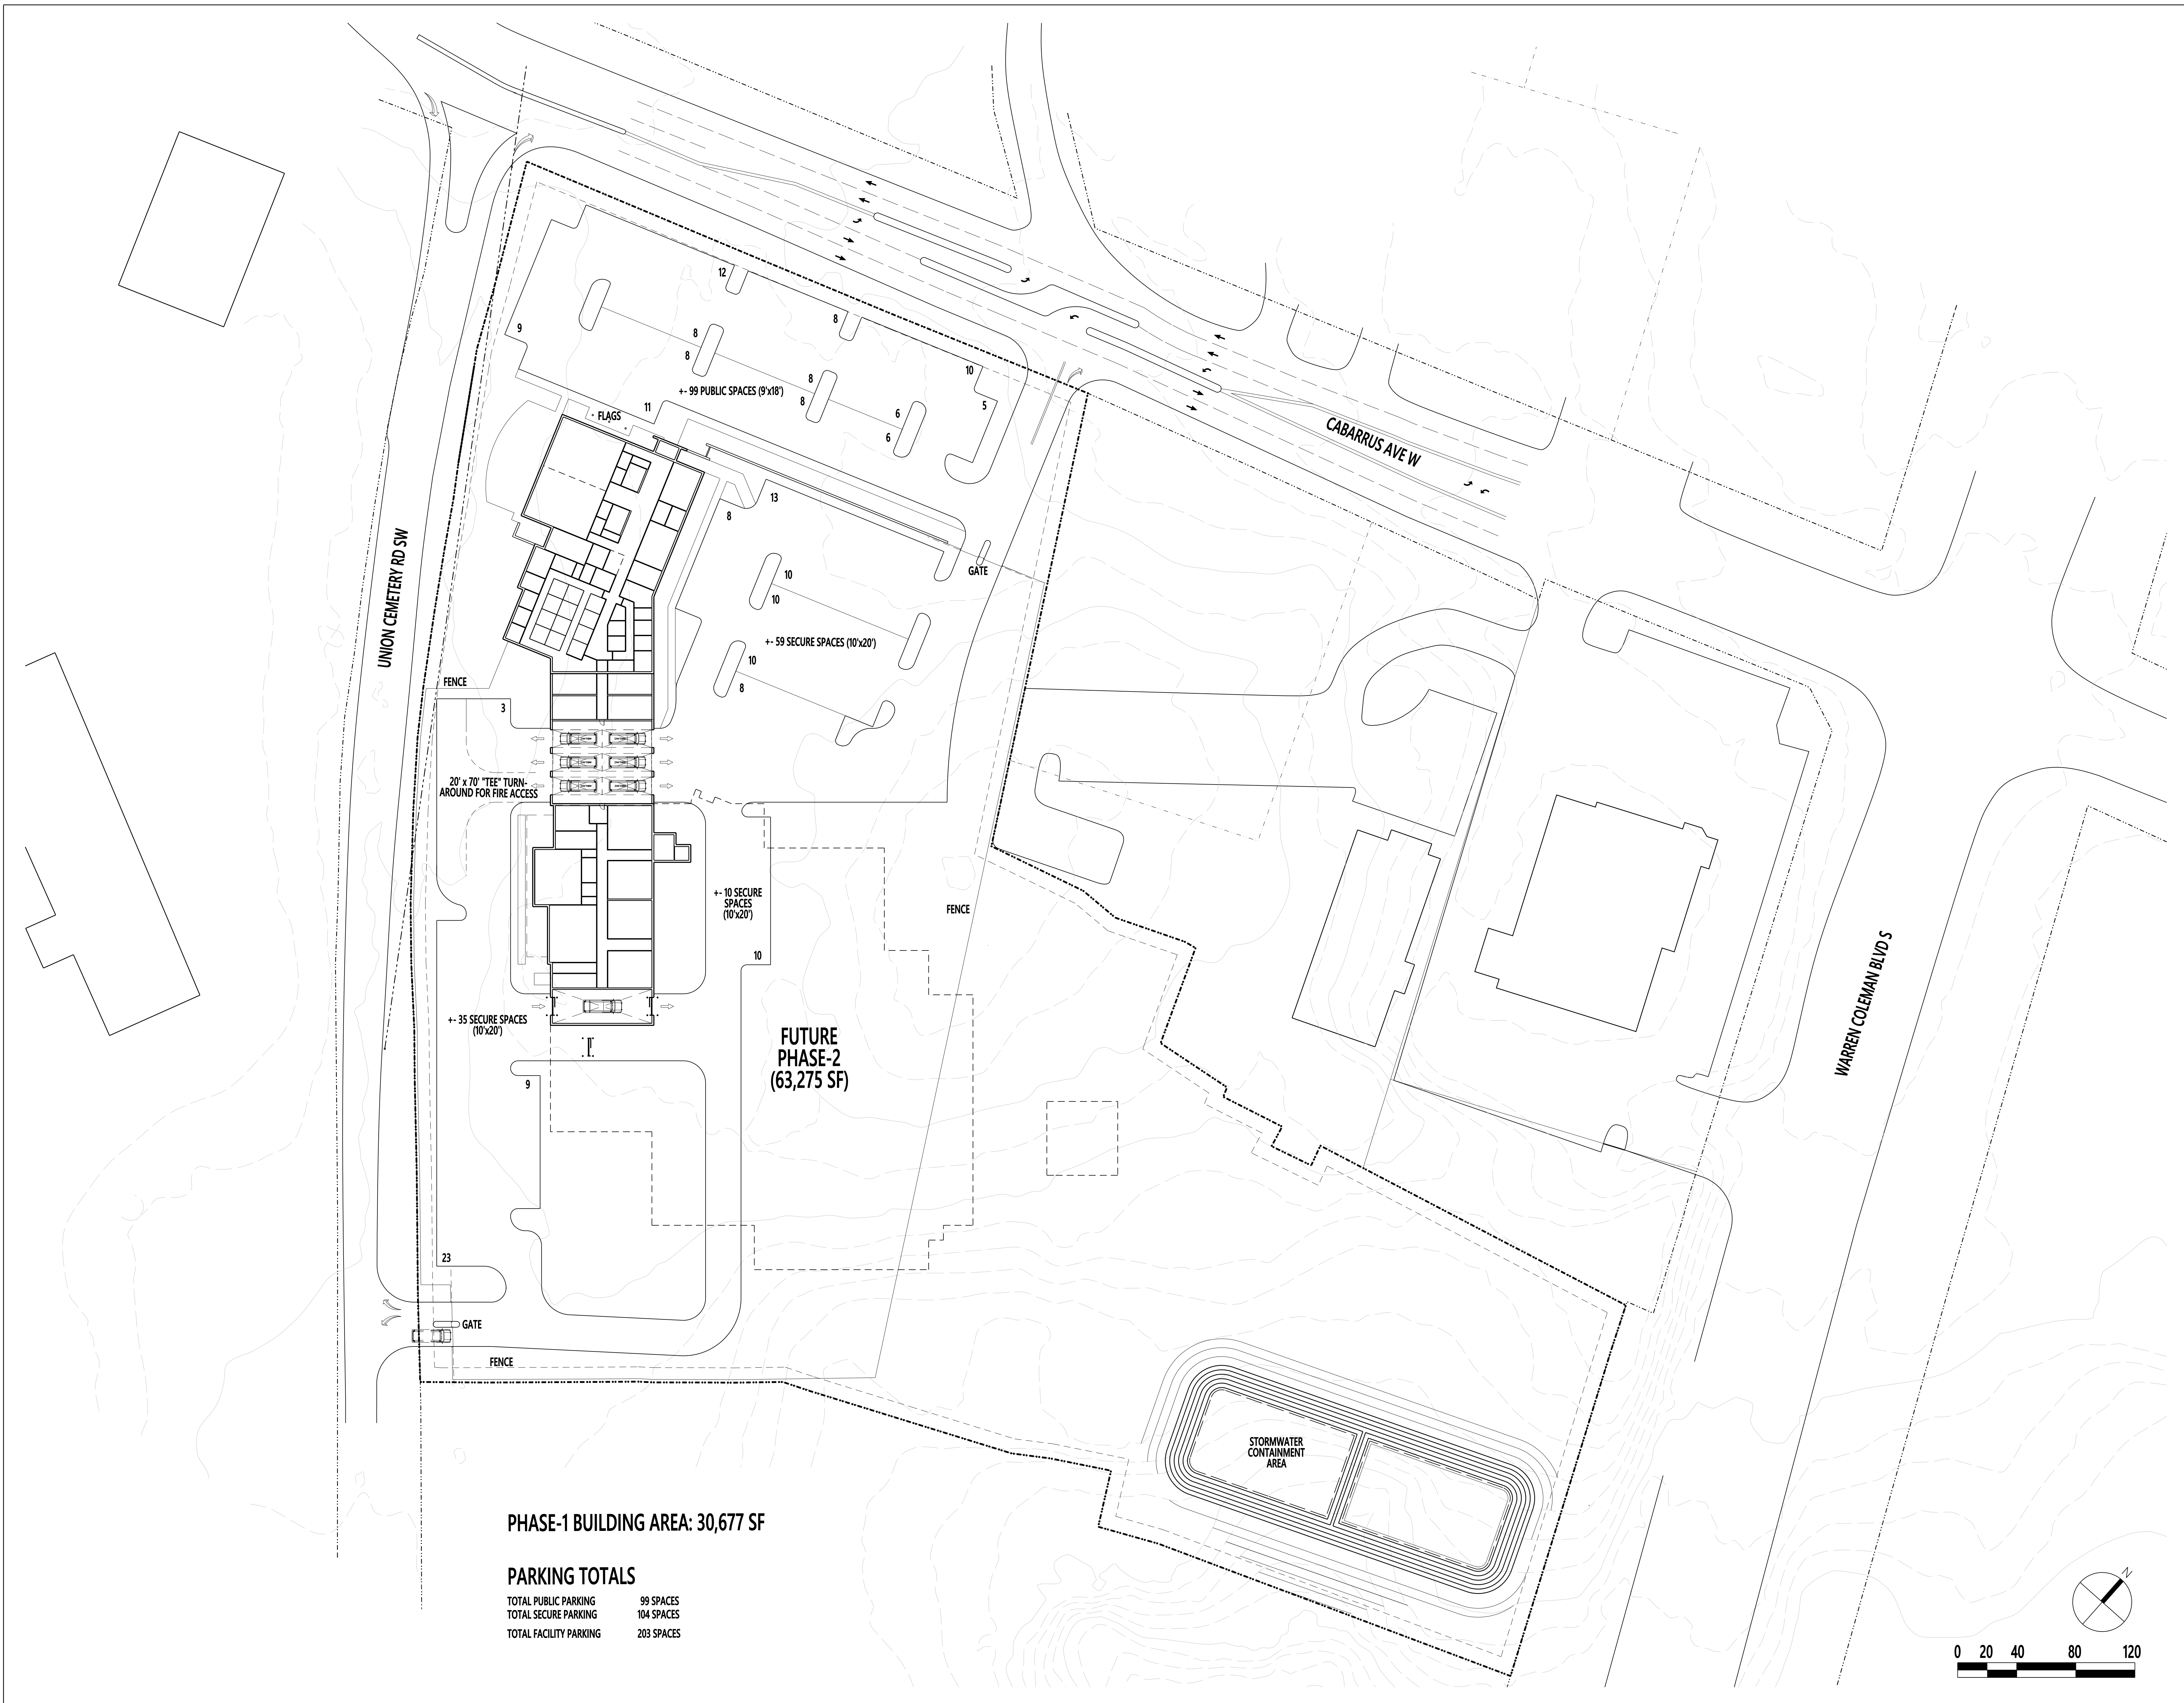 12
8
9
8
8
10
8
8
5
+- 99 PUBLIC SPACES (9'x18')
11
FLAGS
6
6
CABARRUS AVE W
13
8
GATE
10
10
UNION CEMETERY RD SW
+- 59 SECURE SPACES (10'x20')
10
8
FENCE
3
20' x 70' "TEE" TURN-
AROUND FOR FIRE ACCESS
+- 10 SECURE
SPACES
(10'x20')
FENCE
10
WARREN COLEMAN BLVD S
+- 35 SECURE SPACES
(10'x20')
FUTURE
PHASE-2
(63,275 SF)
9
23
GATE
FENCE
STORMWATER
CONTAINMENT
AREA
PHASE-1 BUILDING AREA: 30,677 SF
PARKING TOTALS
TOTAL PUBLIC PARKING 99 SPACES
TOTAL SECURE PARKING 104 SPACES
TOTAL FACILITY PARKING 203 SPACES
N
0 20 40 80 120